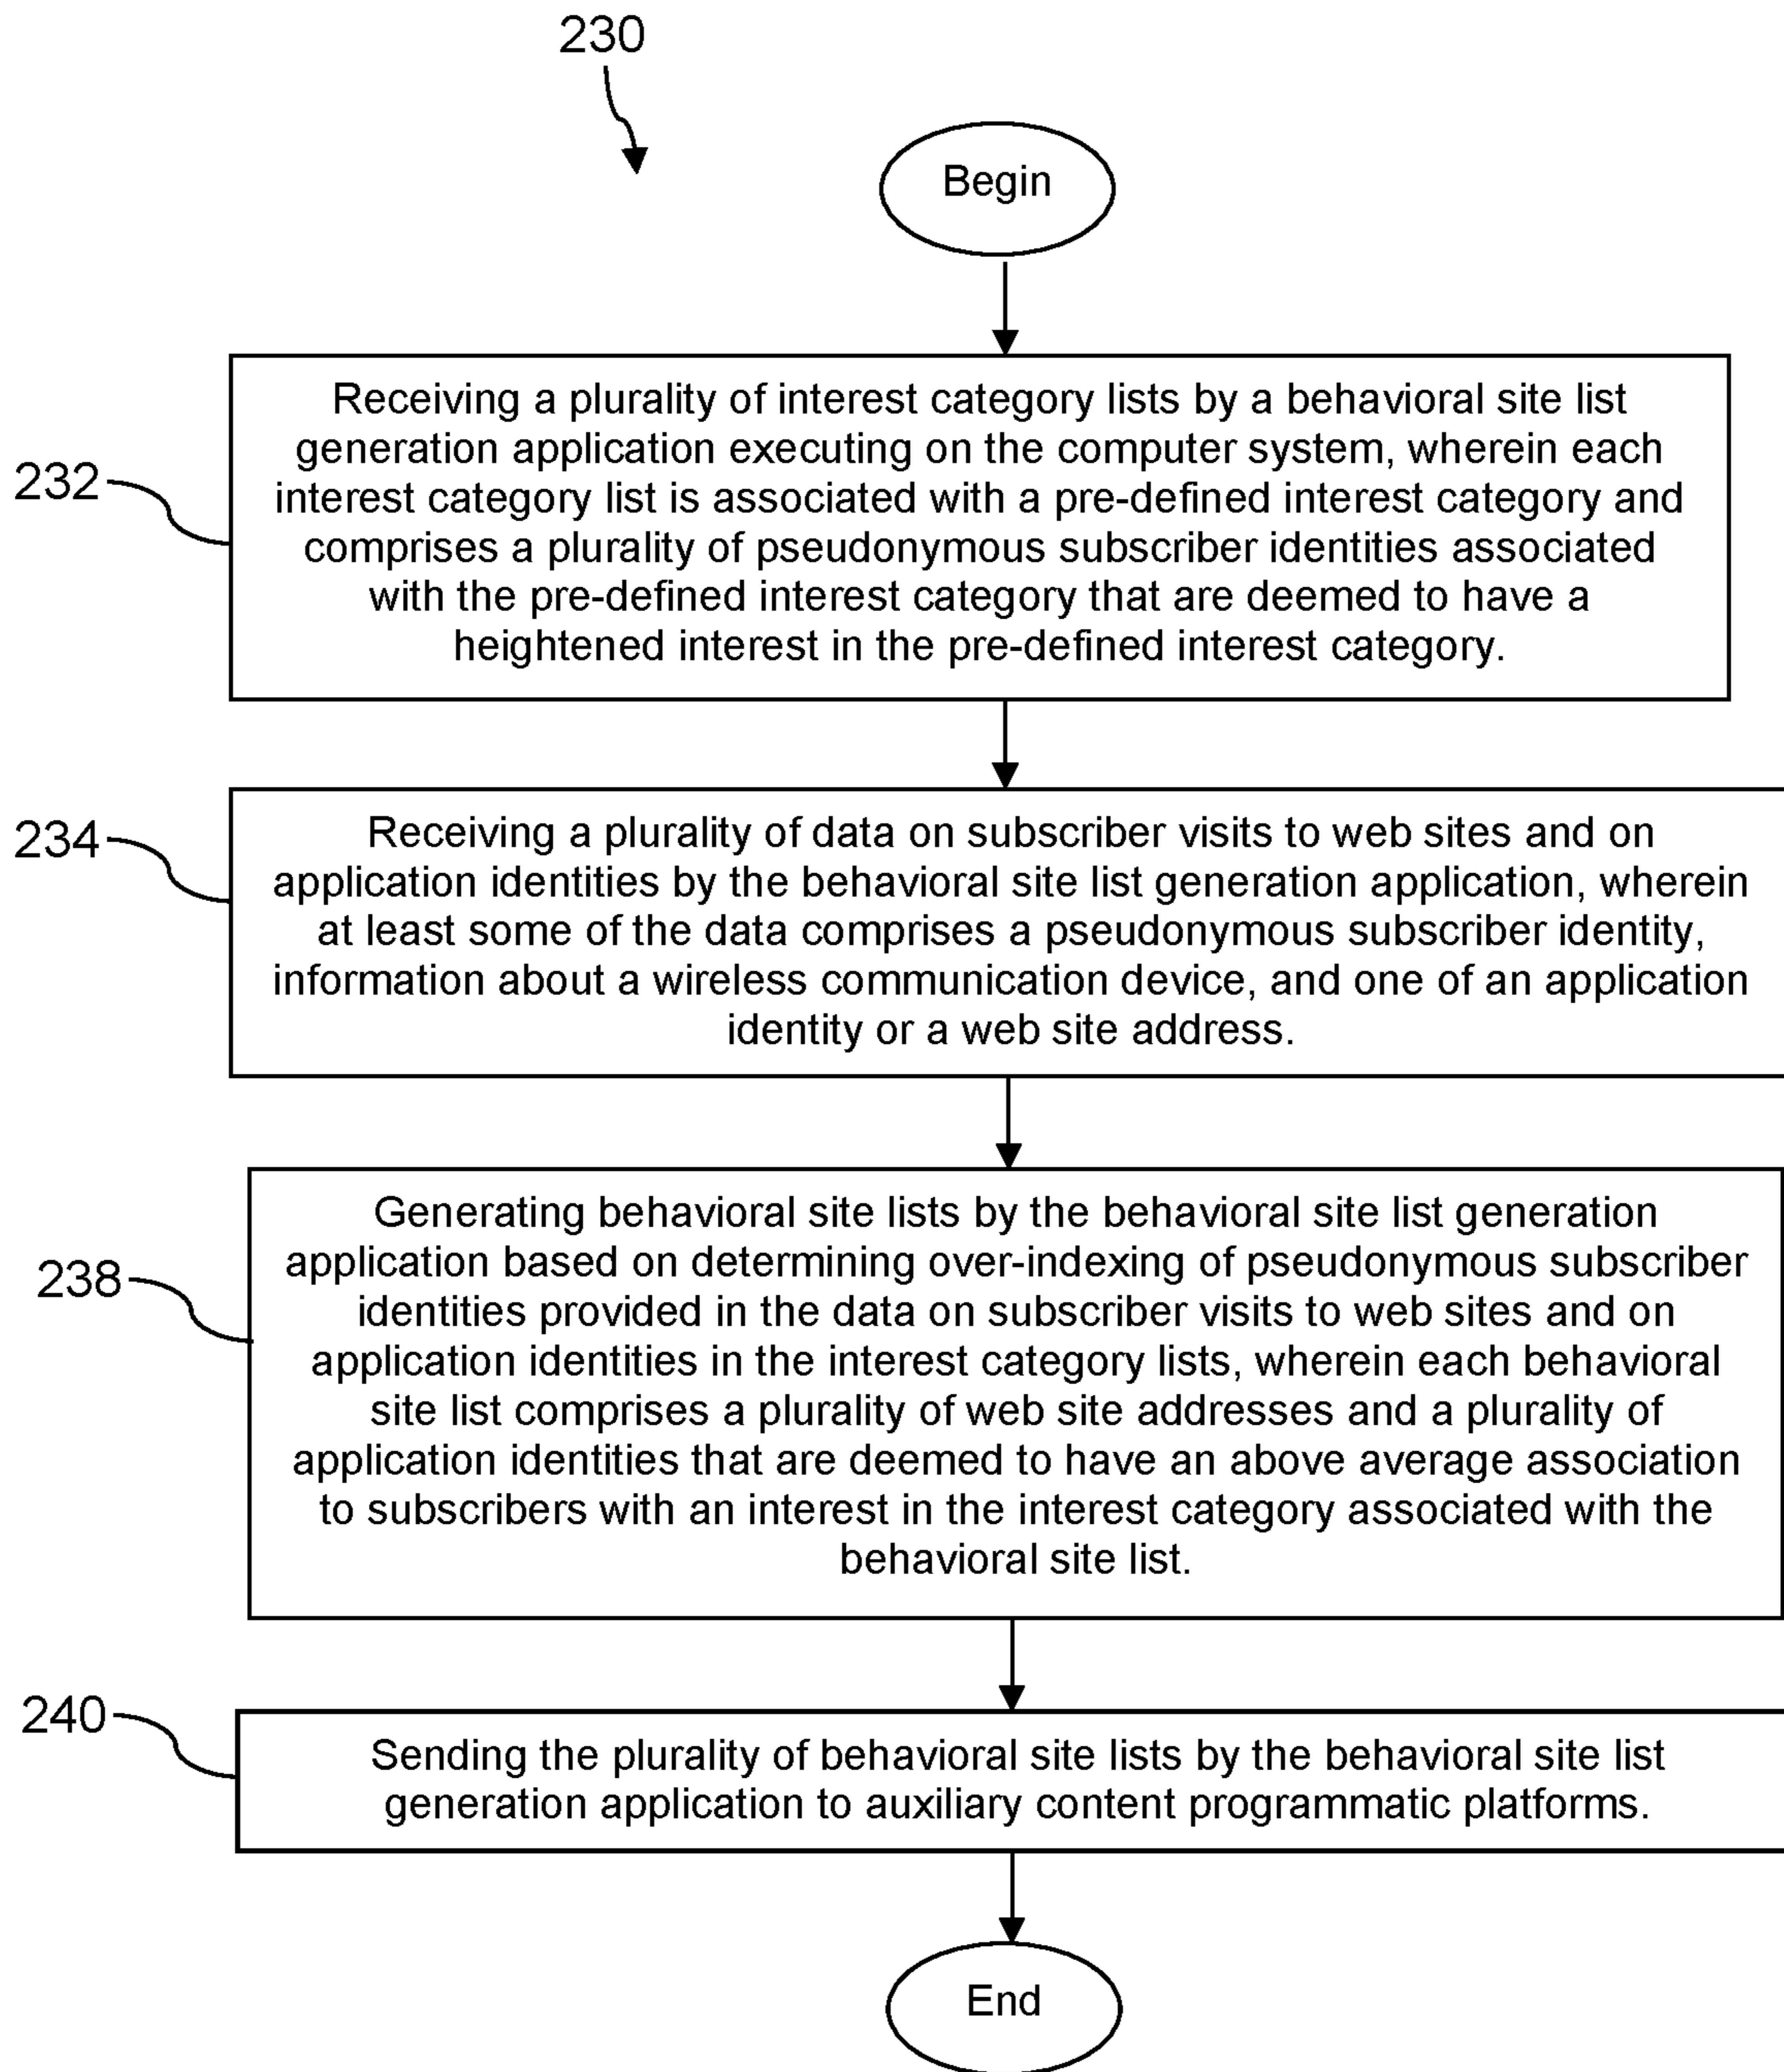 230
Begin
232
Receiving a plurality of interest category lists by a behavioral site list
generation application executing on the computer system, wherein each
interest category list is associated with a pre-defined interest category and
comprises a plurality of pseudonymous subscriber identities associated
with the pre-defined interest category that are deemed to have a
heightened interest in the pre-defined interest category.
234
Receiving a plurality of data on subscriber visits to web sites and on
application identities by the behavioral site list generation application, wherein
at least some of the data comprises a pseudonymous subscriber identity,
information about a wireless communication device, and one of an application
identity or a web site address.
238
Generating behavioral site lists by the behavioral site list generation
application based on determining over-indexing of pseudonymous subscriber
identities provided in the data on subscriber visits to web sites and on
application identities in the interest category lists, wherein each behavioral
site list comprises a plurality of web site addresses and a plurality of
application identities that are deemed to have an above average association
to subscribers with an interest in the interest category associated with the
behavioral site list.
240
Sending the plurality of behavioral site lists by the behavioral site list
generation application to auxiliary content programmatic platforms.
End